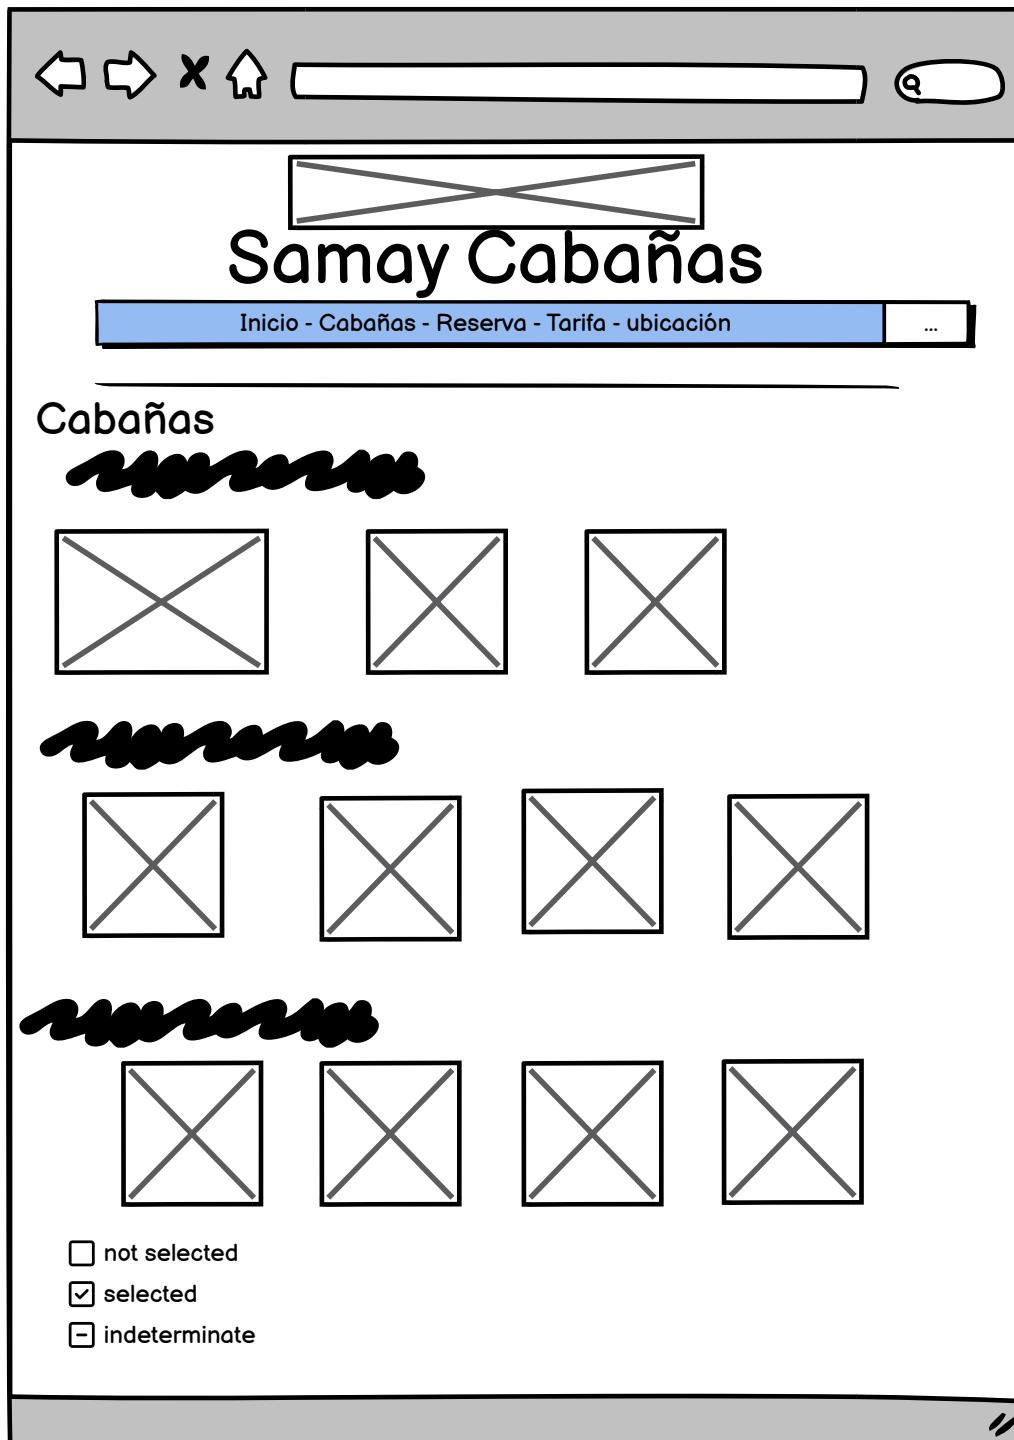 Samay Cabañas
Inicio - Cabañas - Reserva - Tarifa - ubicación
...
Cabañas
not selected
selected
indeterminate